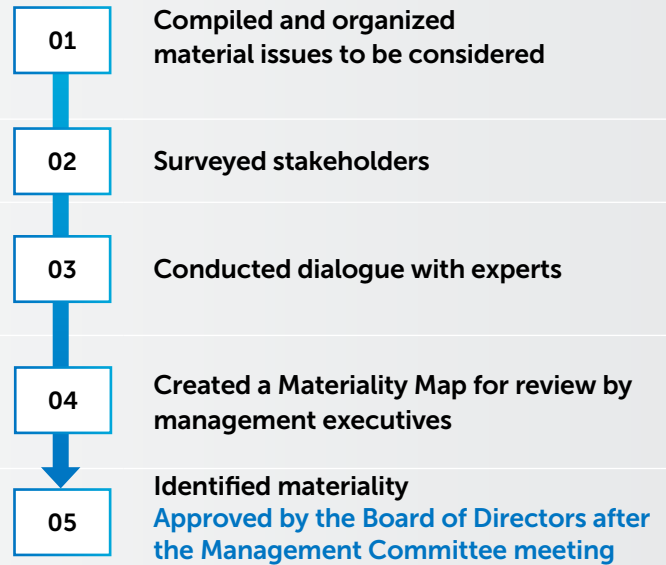 01
Compiled and organized
material issues to be considered
02
Surveyed stakeholders
03
Conducted dialogue with experts
04
Created a Materiality Map for review by
management executives
05
Identified materiality
Approved by the Board of Directors after
the Management Committee meeting